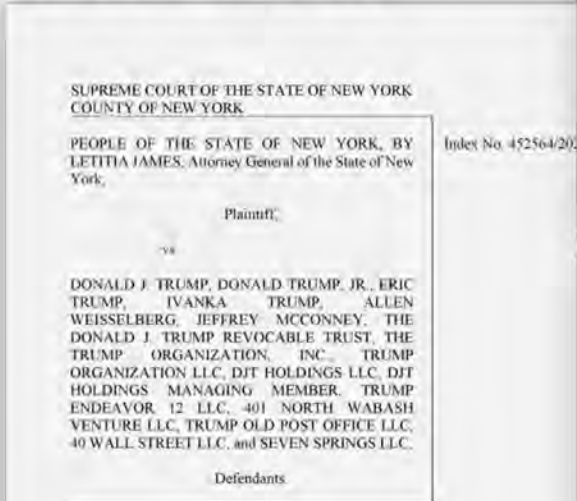 SUPREME COURT OF THE STATE OF NEW YORK
COUNTY OF NEW YORK
PEOPLE OF THE STATE OF NEW YORK, BY
LETITIA JAMES, Attorney General of the State of New
York,
Plaintiff,
vs
DONALD J. TRUMP, DONALD TRUMP, JR., ERIC
TRUMP, IVANKA TRUMP, ALLEN
WEISSELBERG, JEFFREY MCCONNEY, THE
DONALD J. TRUMP REVOCABLE TRUST, THE
TRUMP ORGANIZATION, INC., TRUMP
ORGANIZATION LLC, DJT HOLDINGS LLC, DJT
HOLDINGS MANAGING MEMBER, TRUMP
ENDEAVOR 12 LLC, 401 NORTH WABASH
VENTURE LLC, TRUMP OLD POST OFFICE LLC,
40 WALL STREET LLC, and SEVEN SPRINGS LLC,
Defendants
Index No. 452564/202